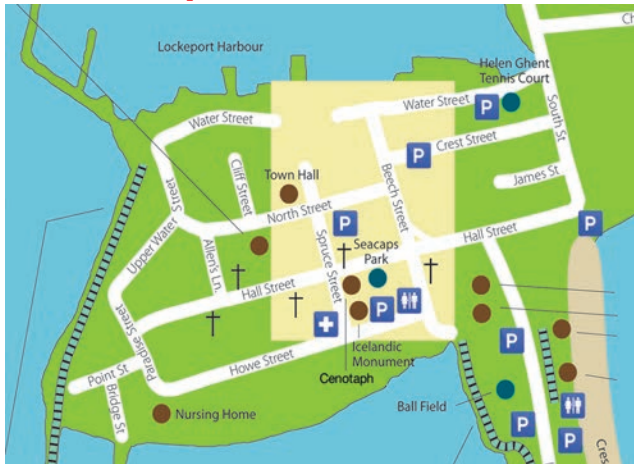 Ch
Lockeport Harbour
Helen Ghent
Tennis Court
Water Street
P
South St
Water Street
Crest Street
P
Beech Street
Cliff Street
Town Hall
James St
North Street
P
P
Upper Water
Street
Allen's Ln.
Spruce Street
Seacaps
Park
Hall Street
Hall Street
P
Paradise Street
Howe Street
Icelandic
Monument
P
Point St
Cenotaph
Bridge St
Nursing Home
Ball Field
P
P
Cres